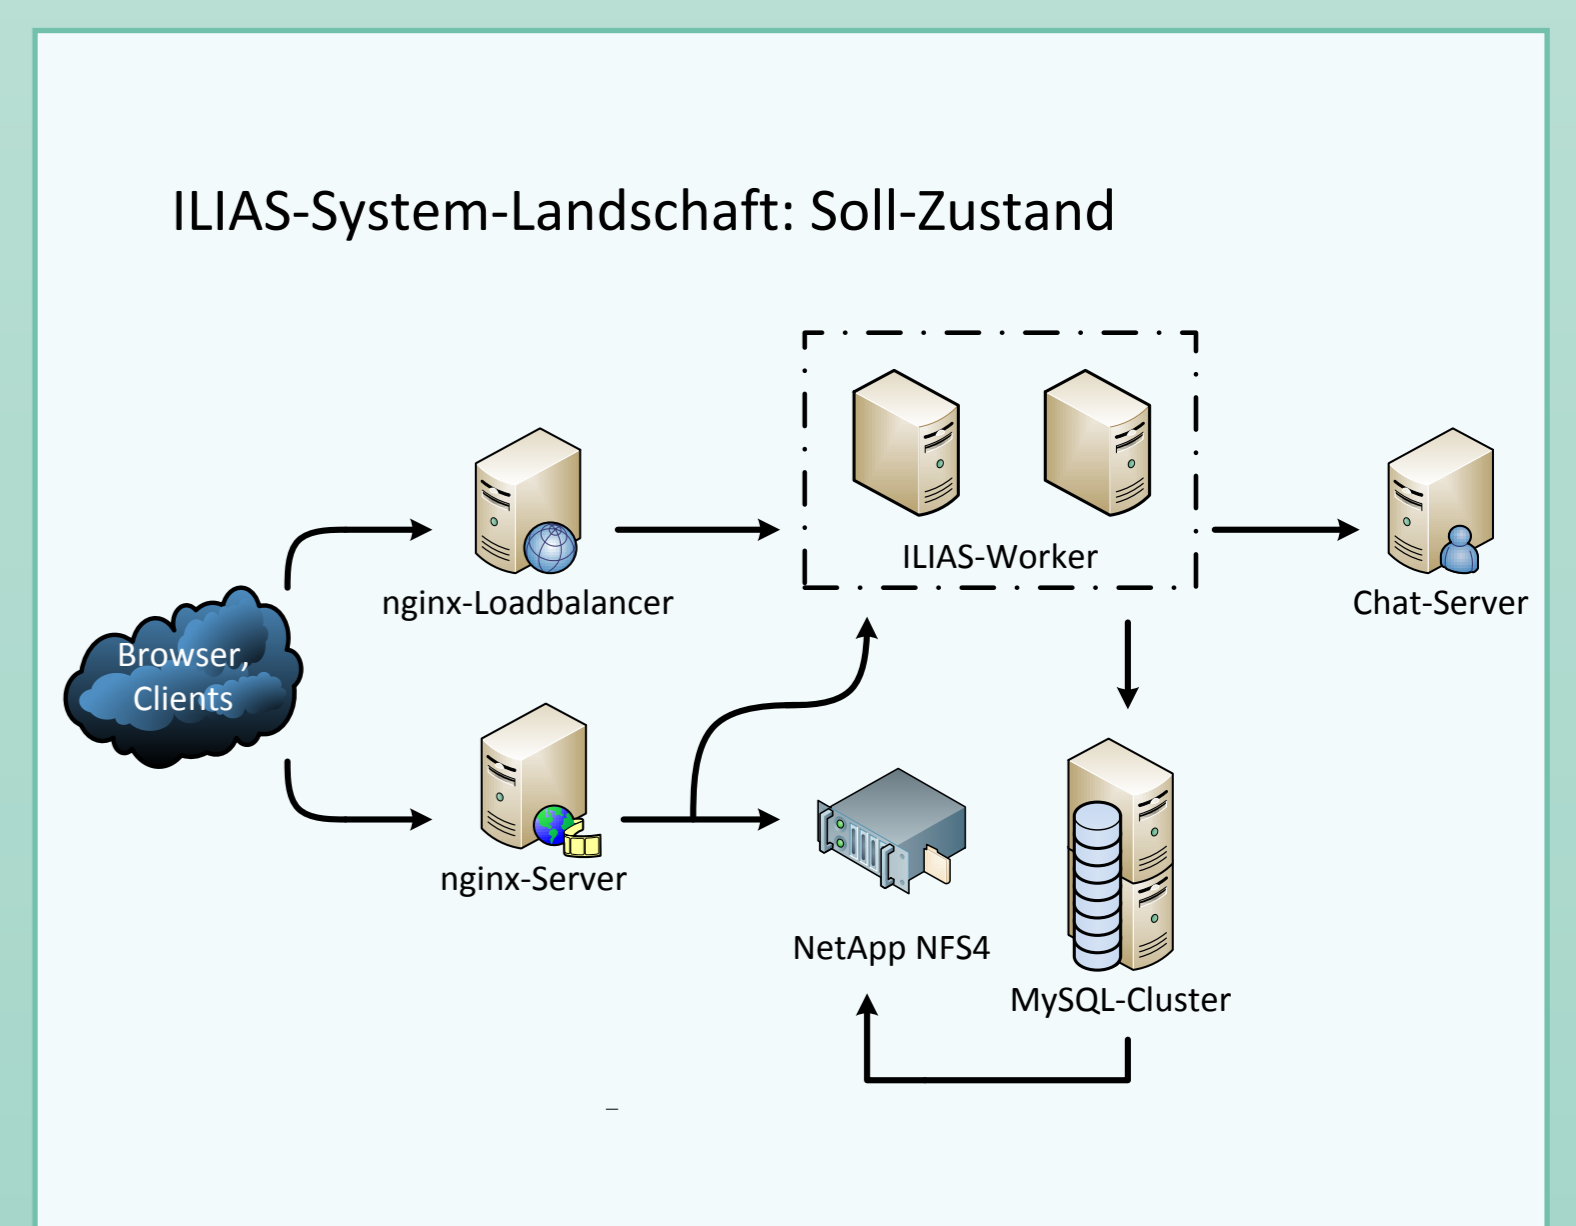 ILIAS-System-Landschaft: Soll-Zustand
ILIAS-Worker
nginx-Loadbalancer
Chat-Server
Browser,
Clients
nginx-Server
NetApp NFS4
MySQL-Cluster